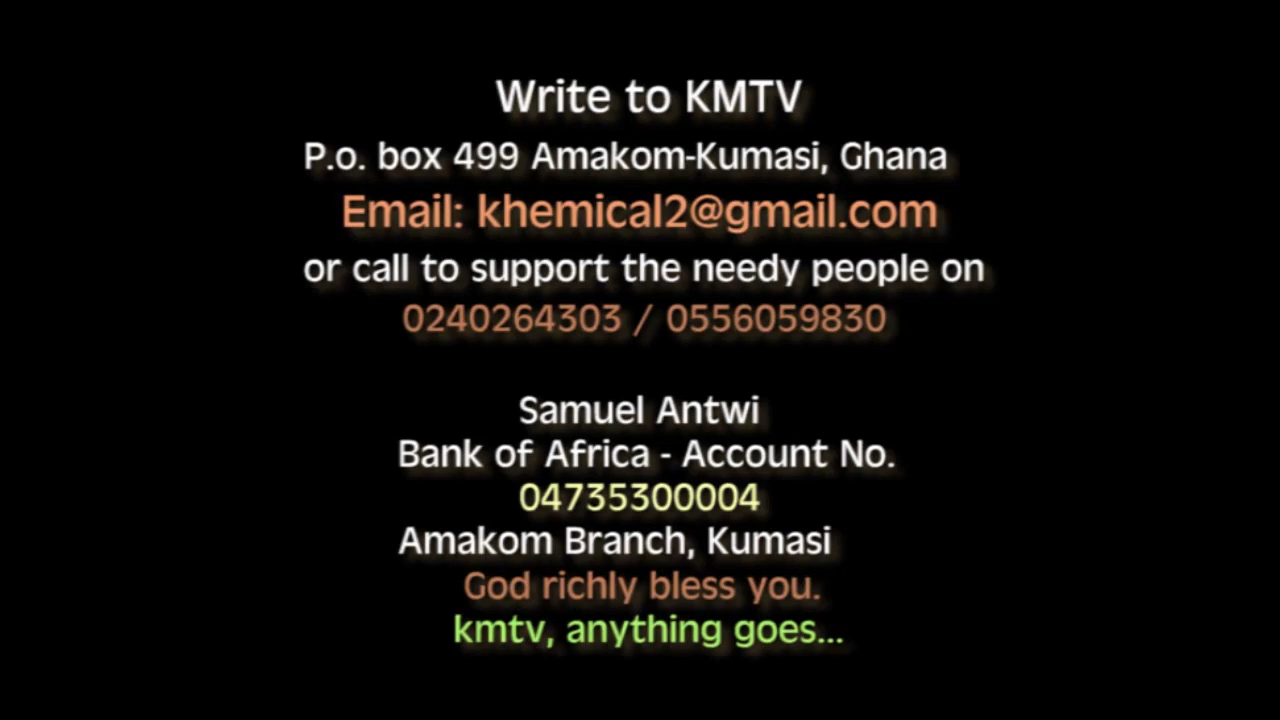 Write to KMTV
P.o. box 499 Amakom-Kumasi, Ghana
Email: khemical2@gmail.com
or call to support the needy people on
0240264303 / 0556059830
Samuel Antwi
Bank of Africa - Account No.
04735300004
Amakom Branch, Kumasi
God richly bless you.
kmtv, anything goes...